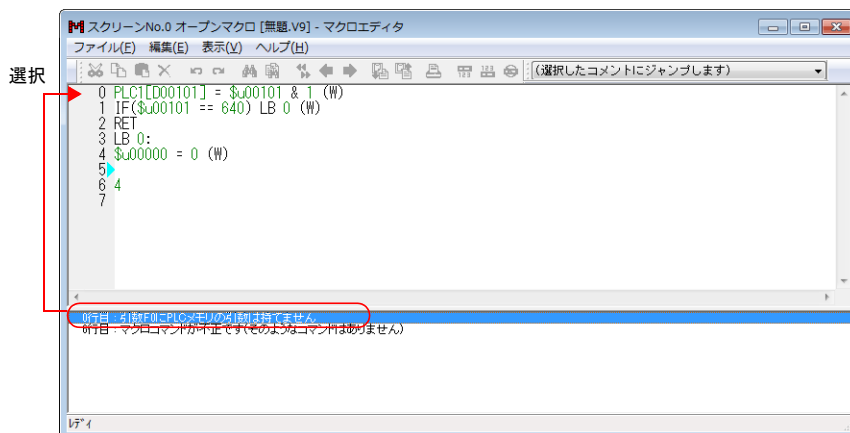 スクリーンNo.0 オープンマクロ [無題.V9] - マクロエディタ
ファイル(F) 編集(E) 表示(V) ヘルプ(H)
(選択したコメントにジャンプします)
選択
0 PLC1[D00101] = $u00101 & 1 (₩)
1 IF($u00101 == 640) LB 0 (₩)
2 RET
3 LB 0:
4 $u00000 = 0 (₩)
5
6 4
7
0行目 : 引数F0にPLCメモリの引数は持てません
6行目 : マクロコマンドが不正です(そのようなコマンドはありません)
レディ